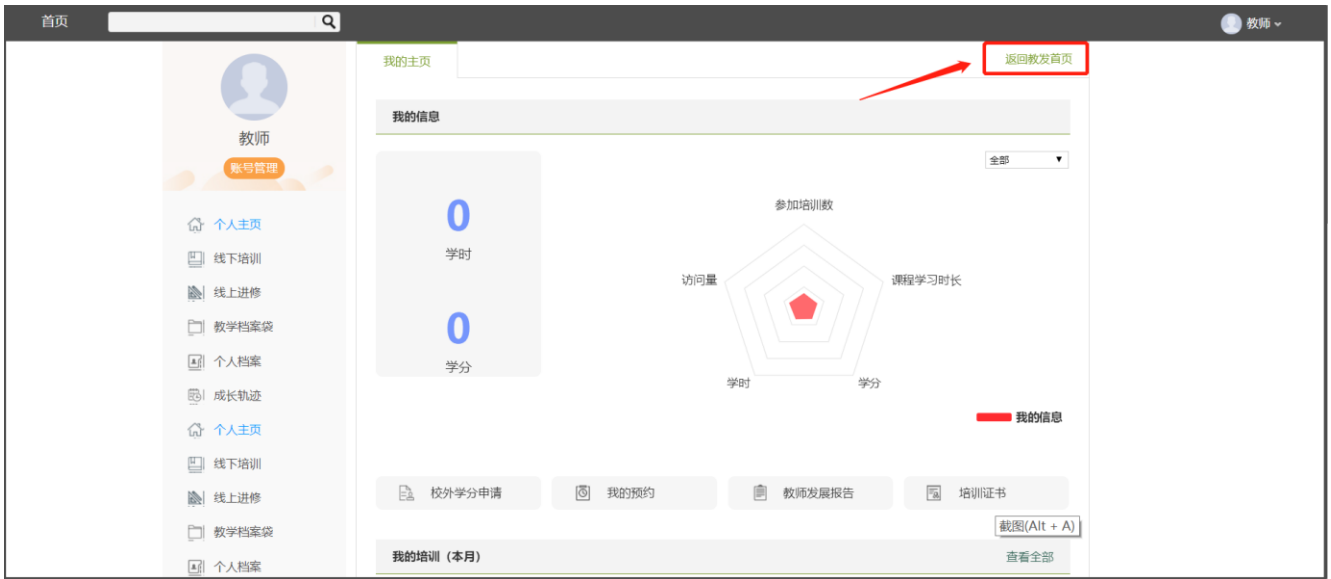 首页
教师
我的主页
返回教发首页
教师
账号管理
个人主页
线下培训
线上进修
教学档案袋
个人档案
成长轨迹
个人主页
线下培训
线上进修
教学档案袋
个人档案
我的信息
全部
0
学时
0
学分
参加培训数
访问量
课程学习时长
学时
学分
我的信息
校外学分申请
我的预约
教师发展报告
培训证书
截图(Alt + A)
我的培训（本月）
查看全部